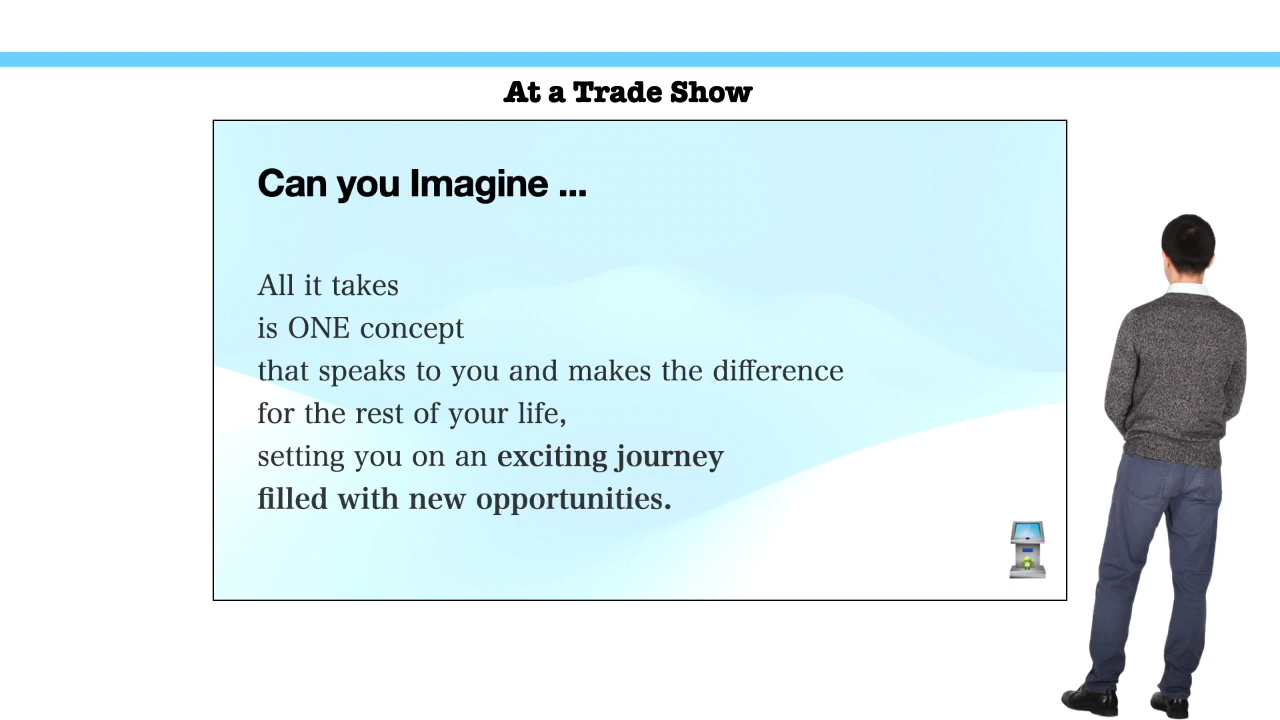 At a Trade Show
Can you Imagine ...
All it takes
is ONE concept
that speaks to you and makes the difference
for the rest of your life,
setting you on an exciting journey
filled with new opportunities.